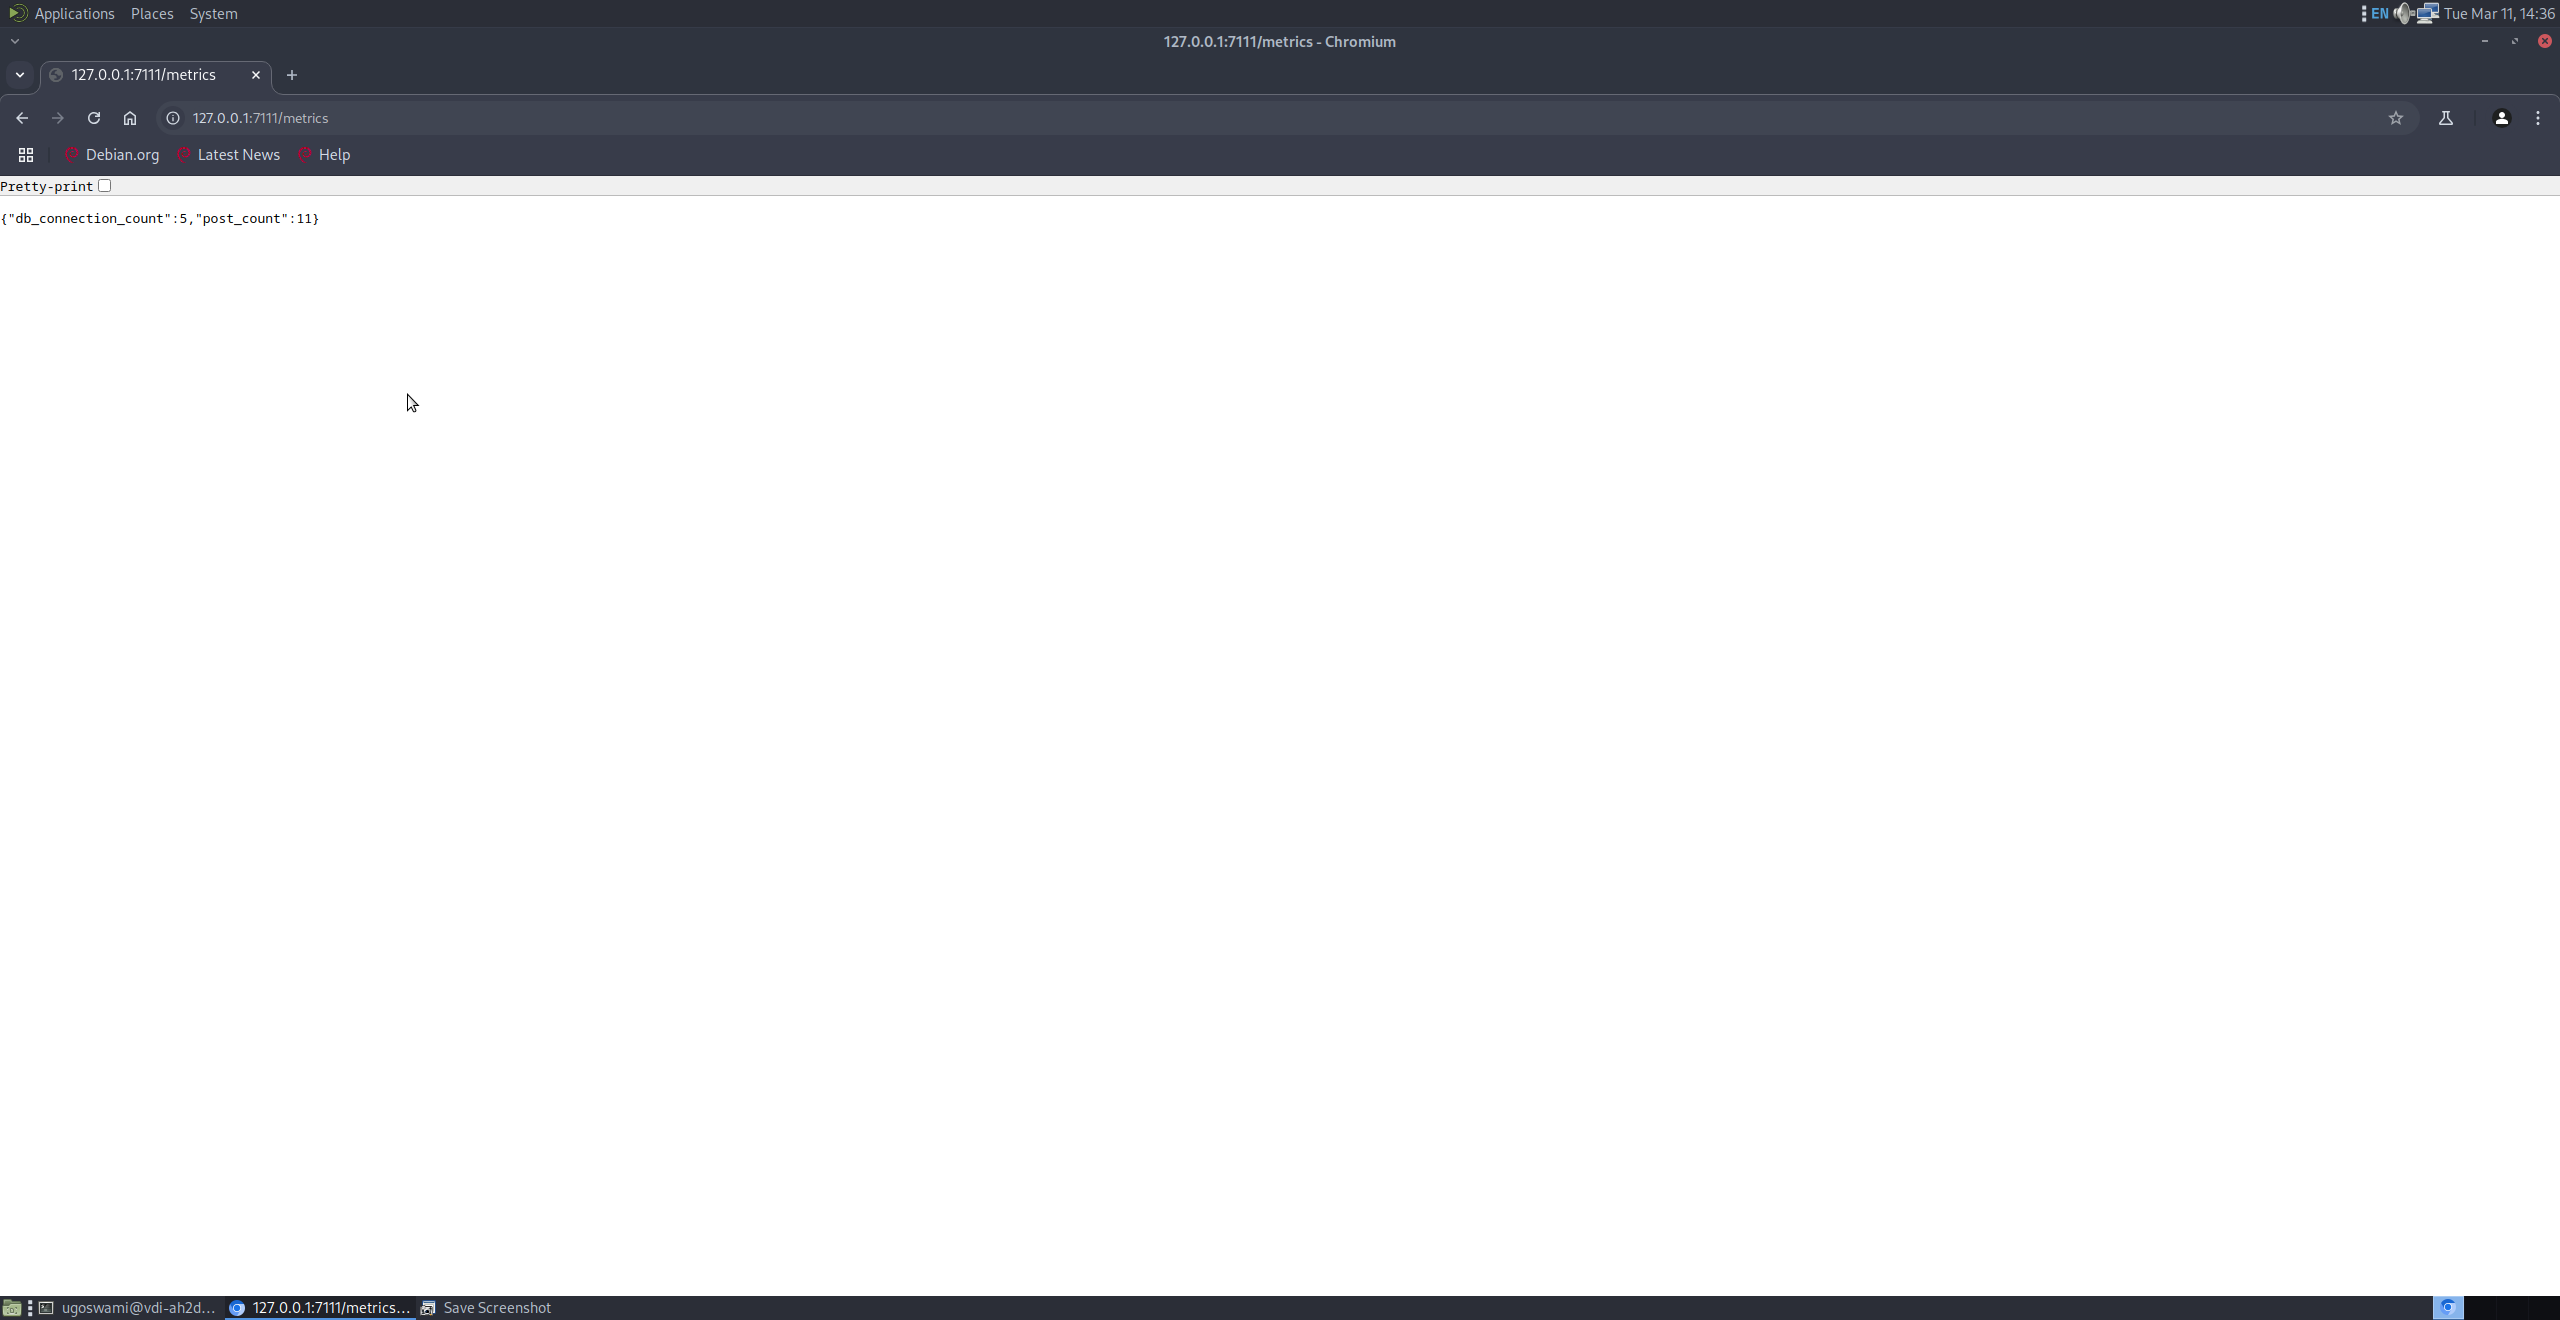 Applications Places System
EN Tue Mar 11, 14:36
127.0.0.1:7111/metrics - Chromium
127.0.0.1:7111/metrics
127.0.0.1:7111/metrics
Debian.org Latest News Help
Pretty-print
{"db_connection_count":5,"post_count":11}
ugoswami@vdi-ah2d... 127.0.0.1:7111/metrics... Save Screenshot